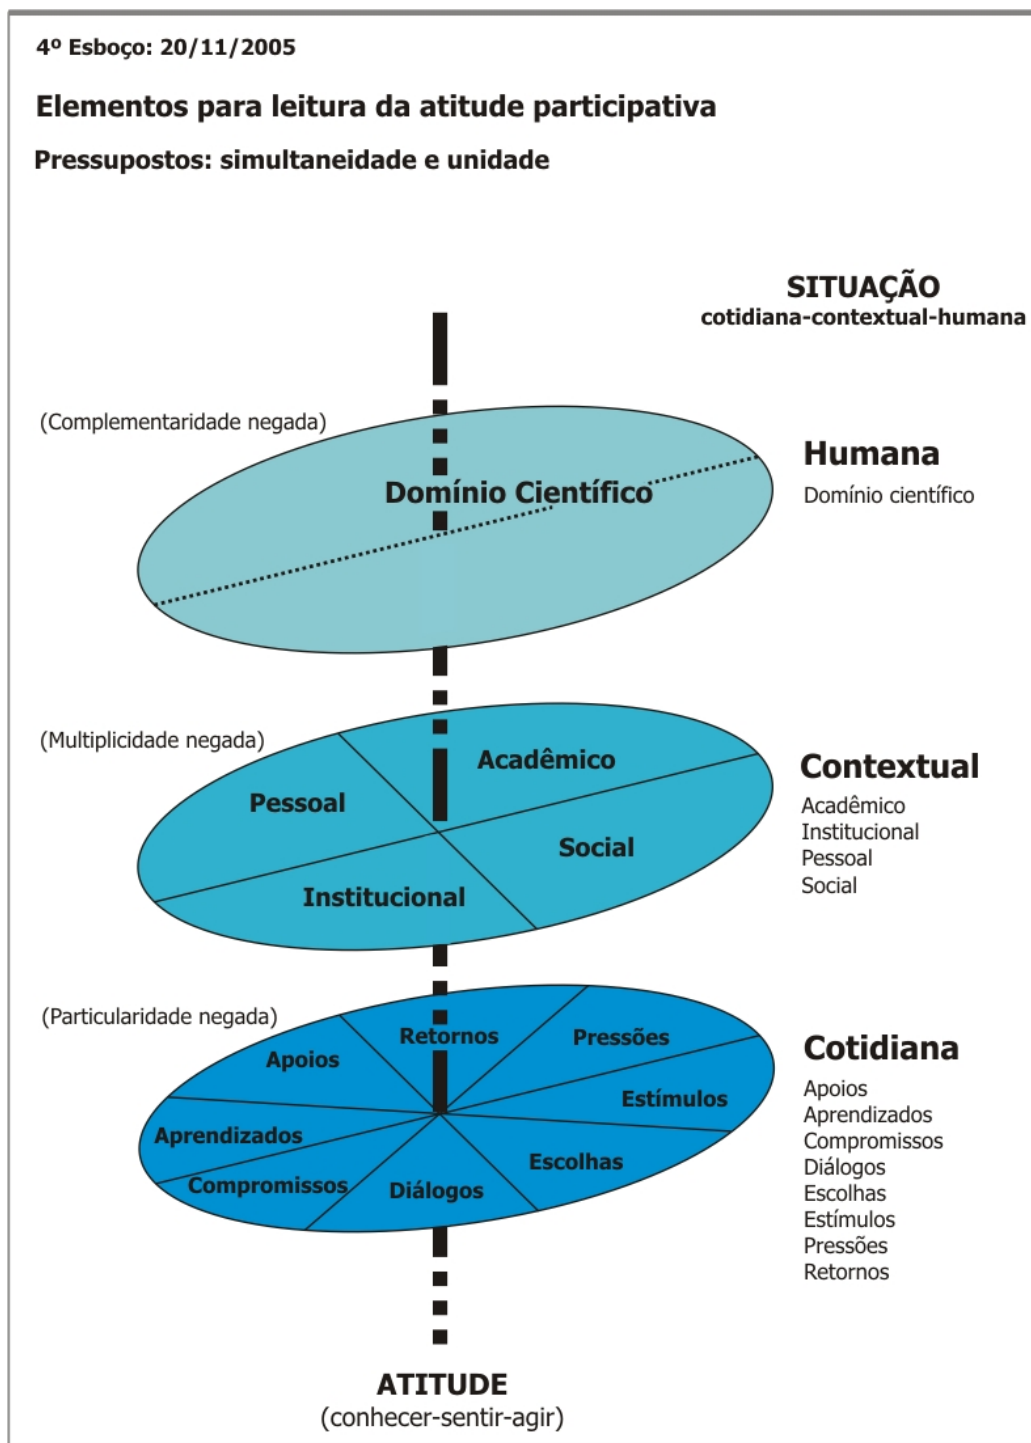 4º Esboço: 20/11/2005
Elementos para leitura da atitude participativa
Pressupostos: simultaneidade e unidade
SITUAÇÃO
cotidiana-contextual-humana
(Complementaridade negada)
Domínio Científico
Humana
Domínio científico
(Multiplicidade negada)
Acadêmico
Pessoal
Social
Institucional
Contextual
Acadêmico
Institucional
Pessoal
Social
(Particularidade negada)
Retornos
Pressões
Apoios
Estímulos
Aprendizados
Escolhas
Compromissos
Diálogos
Cotidiana
Apoios
Aprendizados
Compromissos
Diálogos
Escolhas
Estímulos
Pressões
Retornos
ATITUDE
(conhecer-sentir-agir)